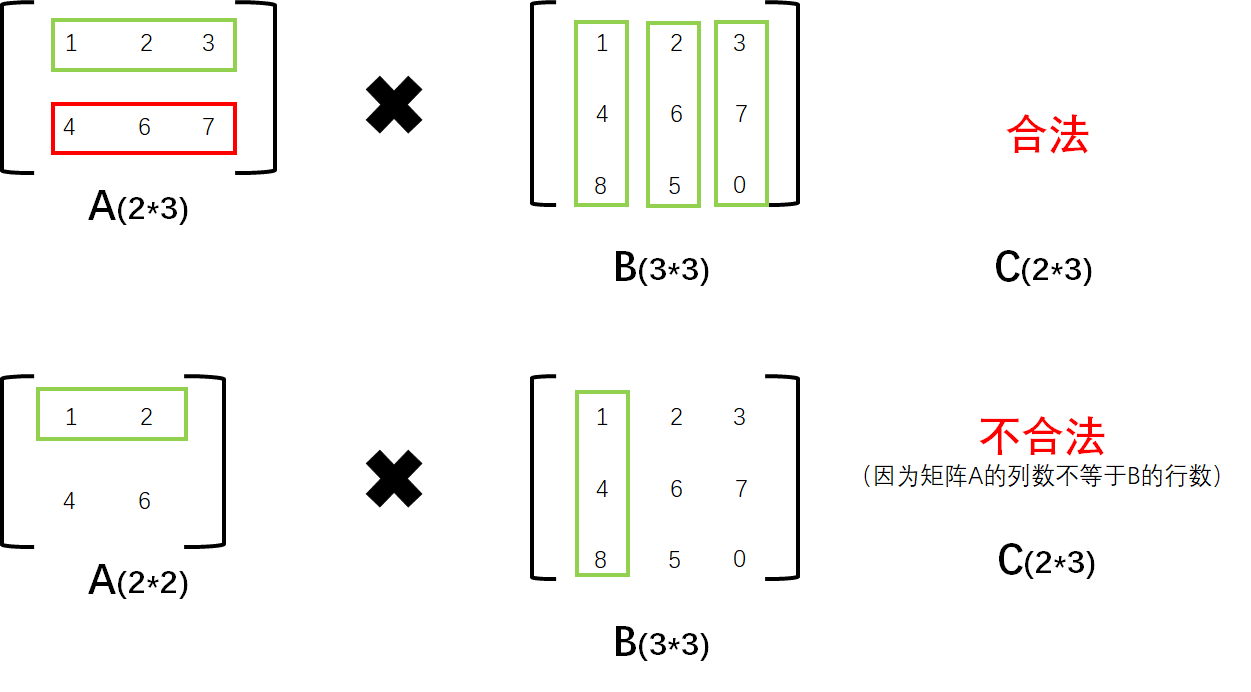 1 2 3
4 6 7
A(2*3)
1 2 3
4 6 7
8 5 0
B(3*3)
合法
C(2*3)
1 2
4 6
A(2*2)
1 2 3
4 6 7
8 5 0
B(3*3)
不合法
（因为矩阵A的列数不等于B的行数）
C(2*3)